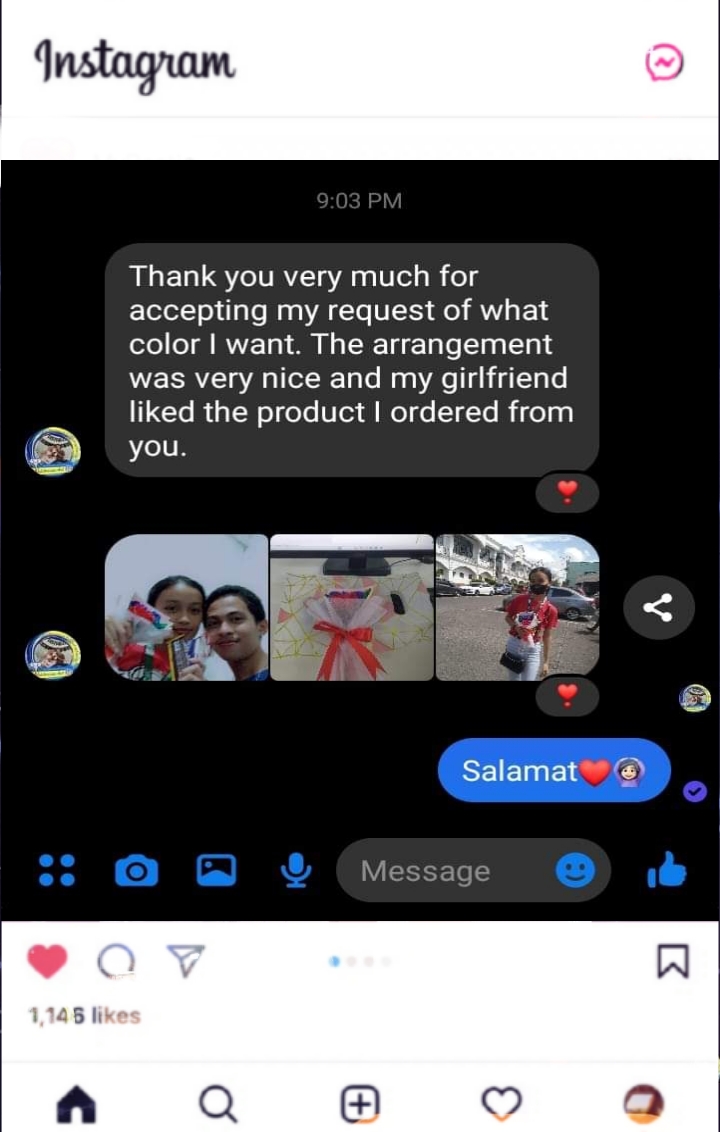 Instagram
9:03 PM
Thank you very much for
accepting my request of what
color I want. The arrangement
was very nice and my girlfriend
liked the product I ordered from
you.
Salamat❤️🙆🏻‍♀️
Message
1,146 likes